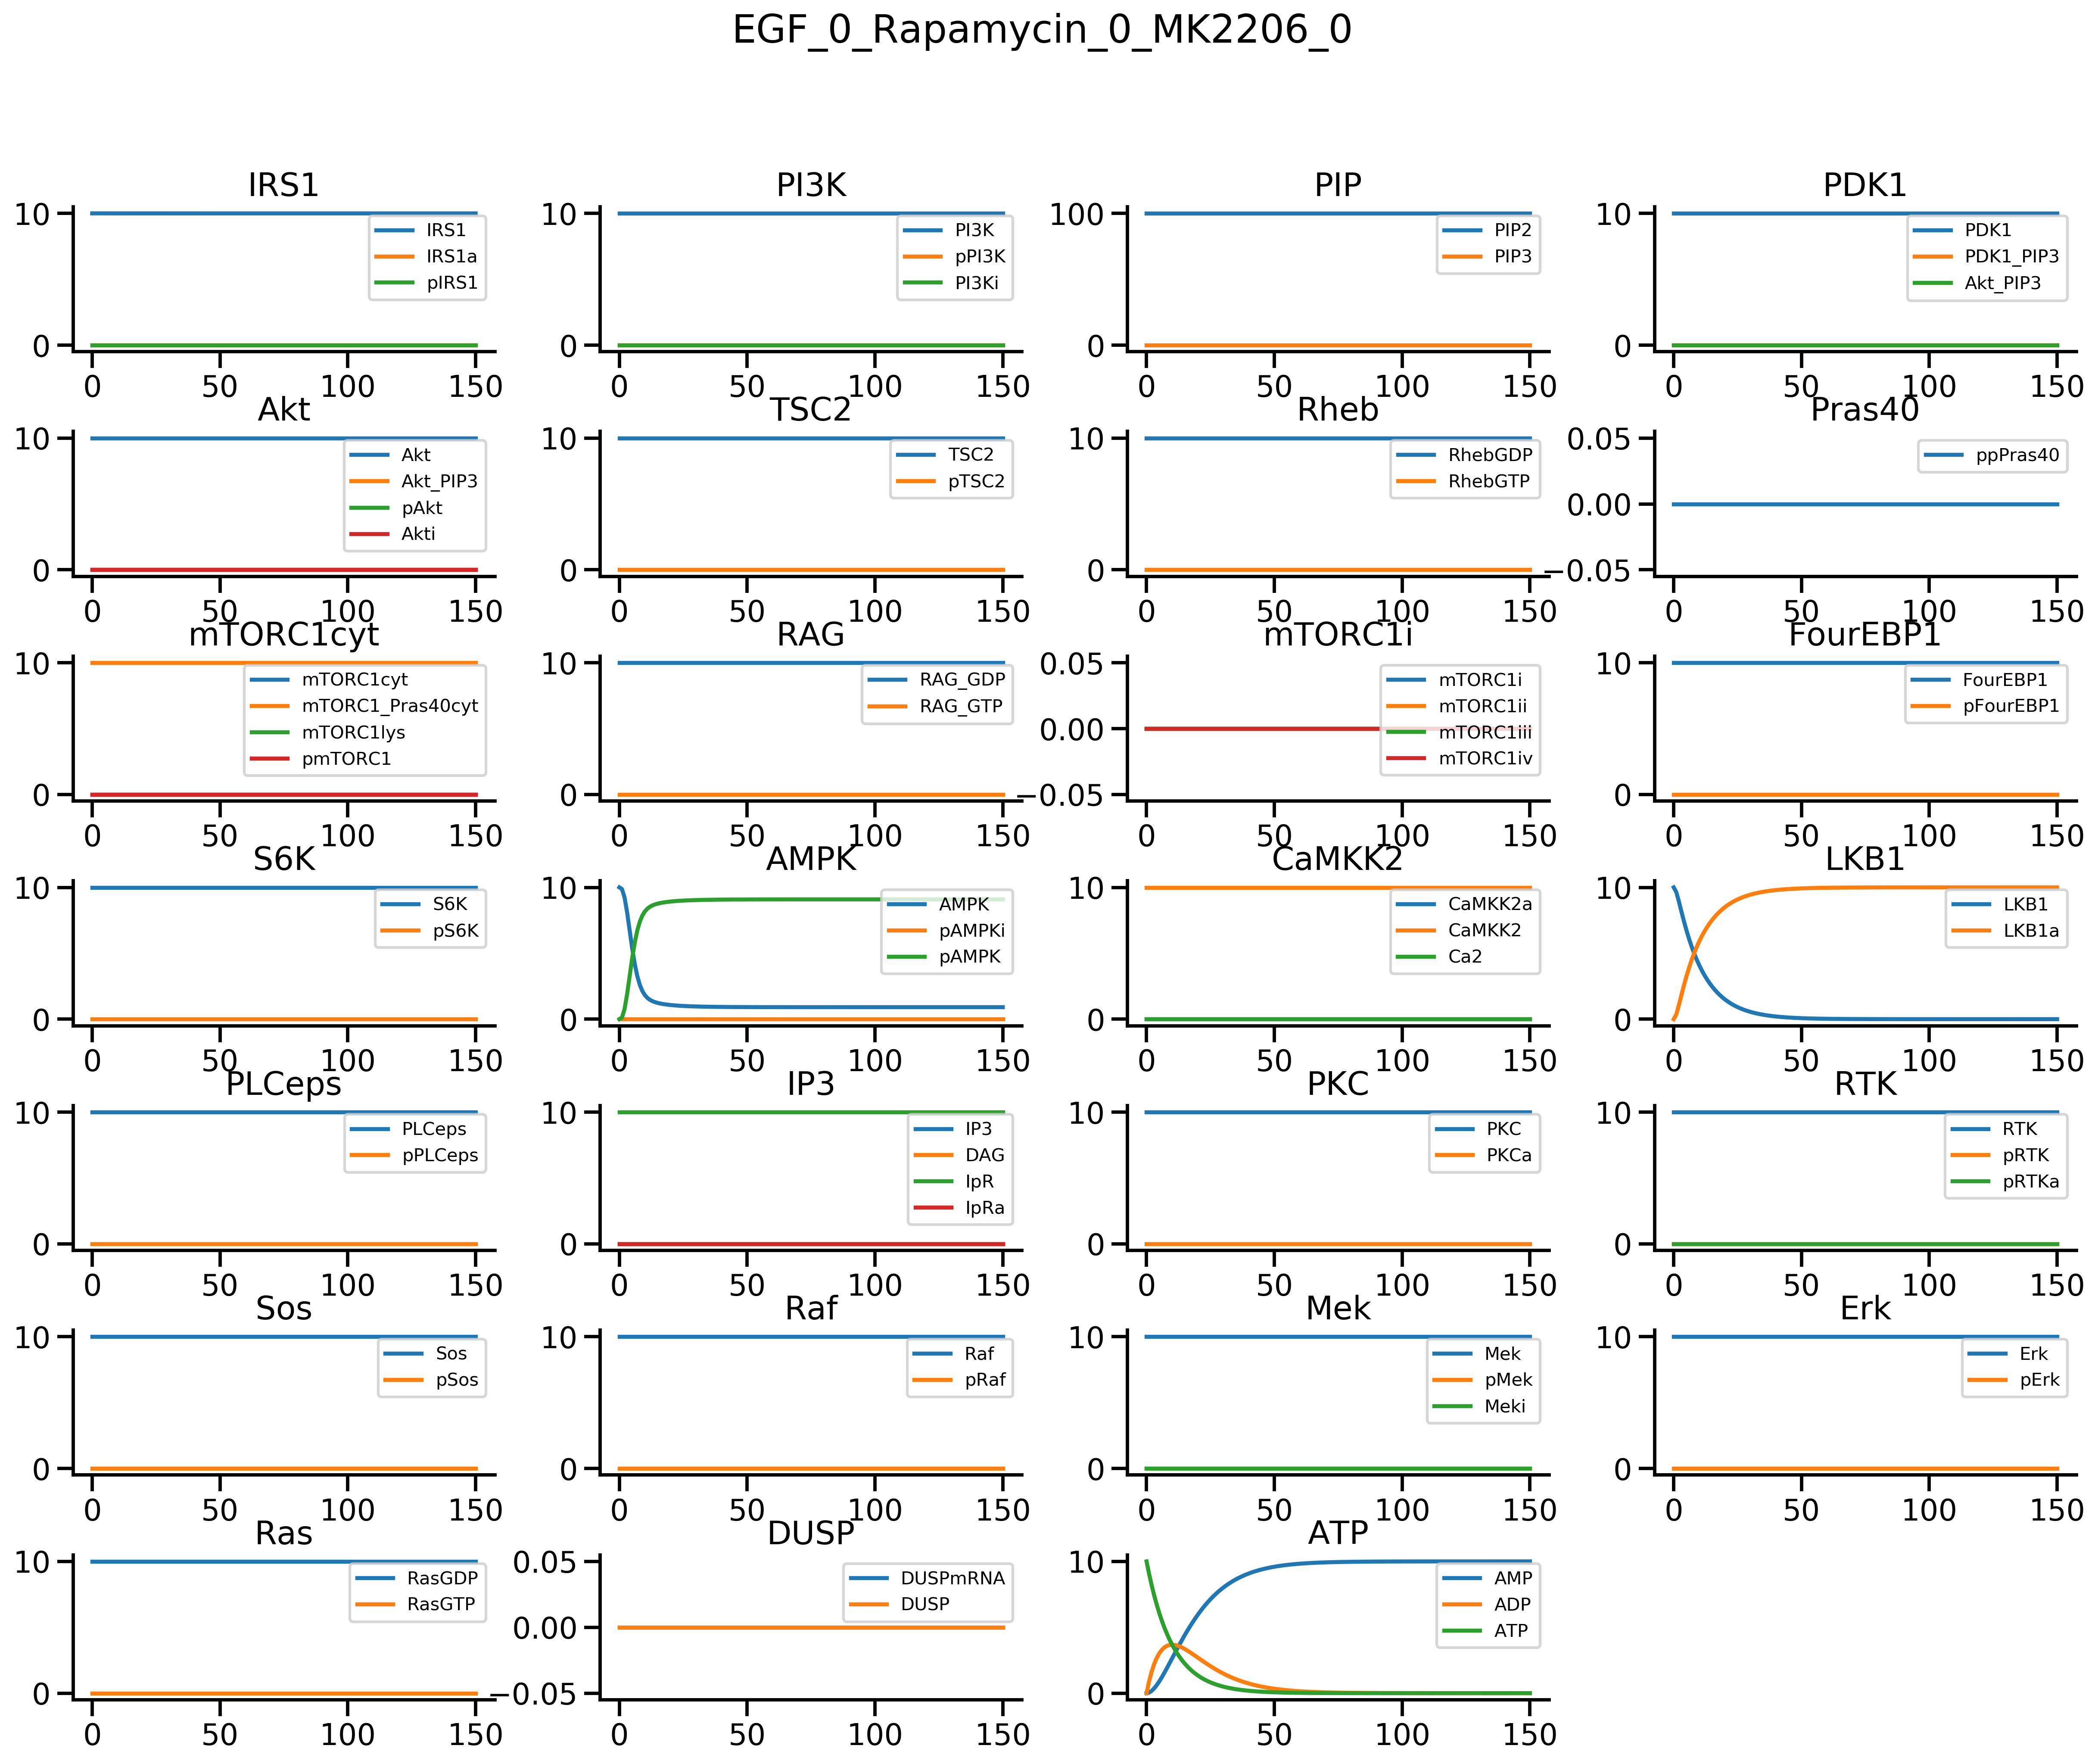 EGF_0_Rapamycin_0_MK2206_0
IRS1
10
0
0 50 100 150
IRS1
IRS1a
pIRS1
PI3K
10
0
0 50 100 150
PI3K
pPI3K
PI3Ki
PIP
100
0
0 50 100 150
PIP2
PIP3
PDK1
10
0
0 50 100 150
PDK1
PDK1_PIP3
Akt_PIP3
Akt
10
0
0 50 100 150
Akt
Akt_PIP3
pAkt
Akti
TSC2
10
0
0 50 100 150
TSC2
pTSC2
Rheb
10
0
0 50 100 150
RhebGDP
RhebGTP
Pras40
0.05
0.00
−0.05
0 50 100 150
ppPras40
mTORC1cyt
10
0
0 50 100 150
mTORC1cyt
mTORC1_Pras40cyt
mTORC1lys
pmTORC1
RAG
10
0
0 50 100 150
RAG_GDP
RAG_GTP
mTORC1i
0.05
0.00
−0.05
0 50 100 150
mTORC1i
mTORC1ii
mTORC1iii
mTORC1iv
FourEBP1
10
0
0 50 100 150
FourEBP1
pFourEBP1
S6K
10
0
0 50 100 150
S6K
pS6K
AMPK
10
0
0 50 100 150
AMPK
pAMPKi
pAMPK
CaMKK2
10
0
0 50 100 150
CaMKK2a
CaMKK2
Ca2
LKB1
10
0
0 50 100 150
LKB1
LKB1a
PLCeps
10
0
0 50 100 150
PLCeps
pPLCeps
IP3
10
0
0 50 100 150
IP3
DAG
IpR
IpRa
PKC
10
0
0 50 100 150
PKC
PKCa
RTK
10
0
0 50 100 150
RTK
pRTK
pRTKa
Sos
10
0
0 50 100 150
Sos
pSos
Raf
10
0
0 50 100 150
Raf
pRaf
Mek
10
0
0 50 100 150
Mek
pMek
Meki
Erk
10
0
0 50 100 150
Erk
pErk
Ras
10
0
0 50 100 150
RasGDP
RasGTP
DUSP
0.05
0.00
−0.05
0 50 100 150
DUSPmRNA
DUSP
ATP
10
0
0 50 100 150
AMP
ADP
ATP